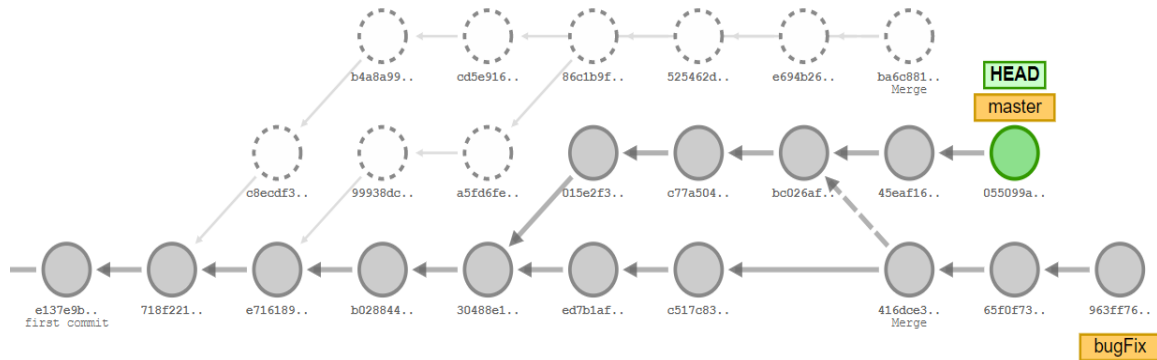 b4a8a99..
cd5e916..
86c1b9f..
525462d..
e694b26..
ba6c881..
Merge
HEAD
master
c8ecdf3..
99938dc..
a5fd6fe..
015e2f3..
c77a504..
bc026af..
45eaf16..
055099a..
e137e9b..
first commit
718f221..
e716189..
b028844..
30488e1..
ed7b1af..
c517c83..
416dce3..
Merge
65f0f73..
963ff76..
bugFix